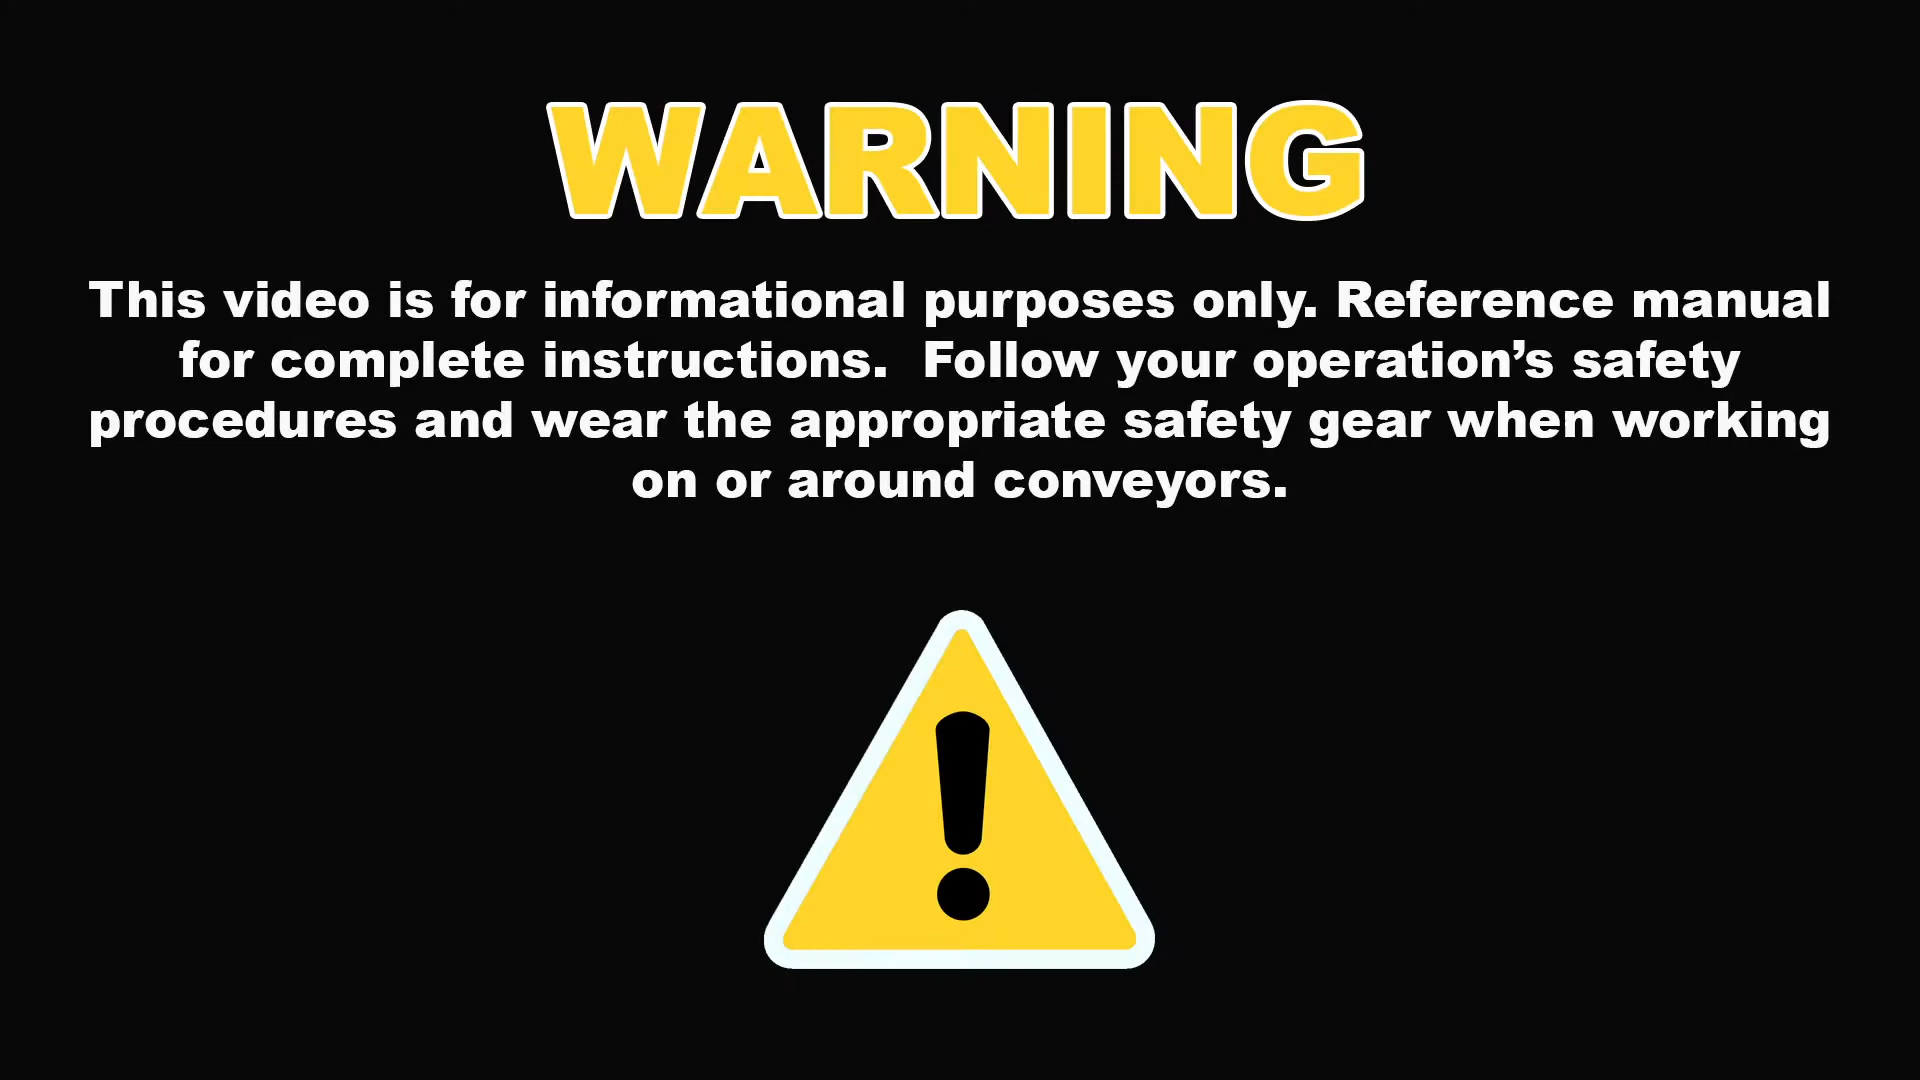 WARNING
This video is for informational purposes only. Reference manual
for complete instructions.  Follow your operation’s safety
procedures and wear the appropriate safety gear when working
on or around conveyors.
!